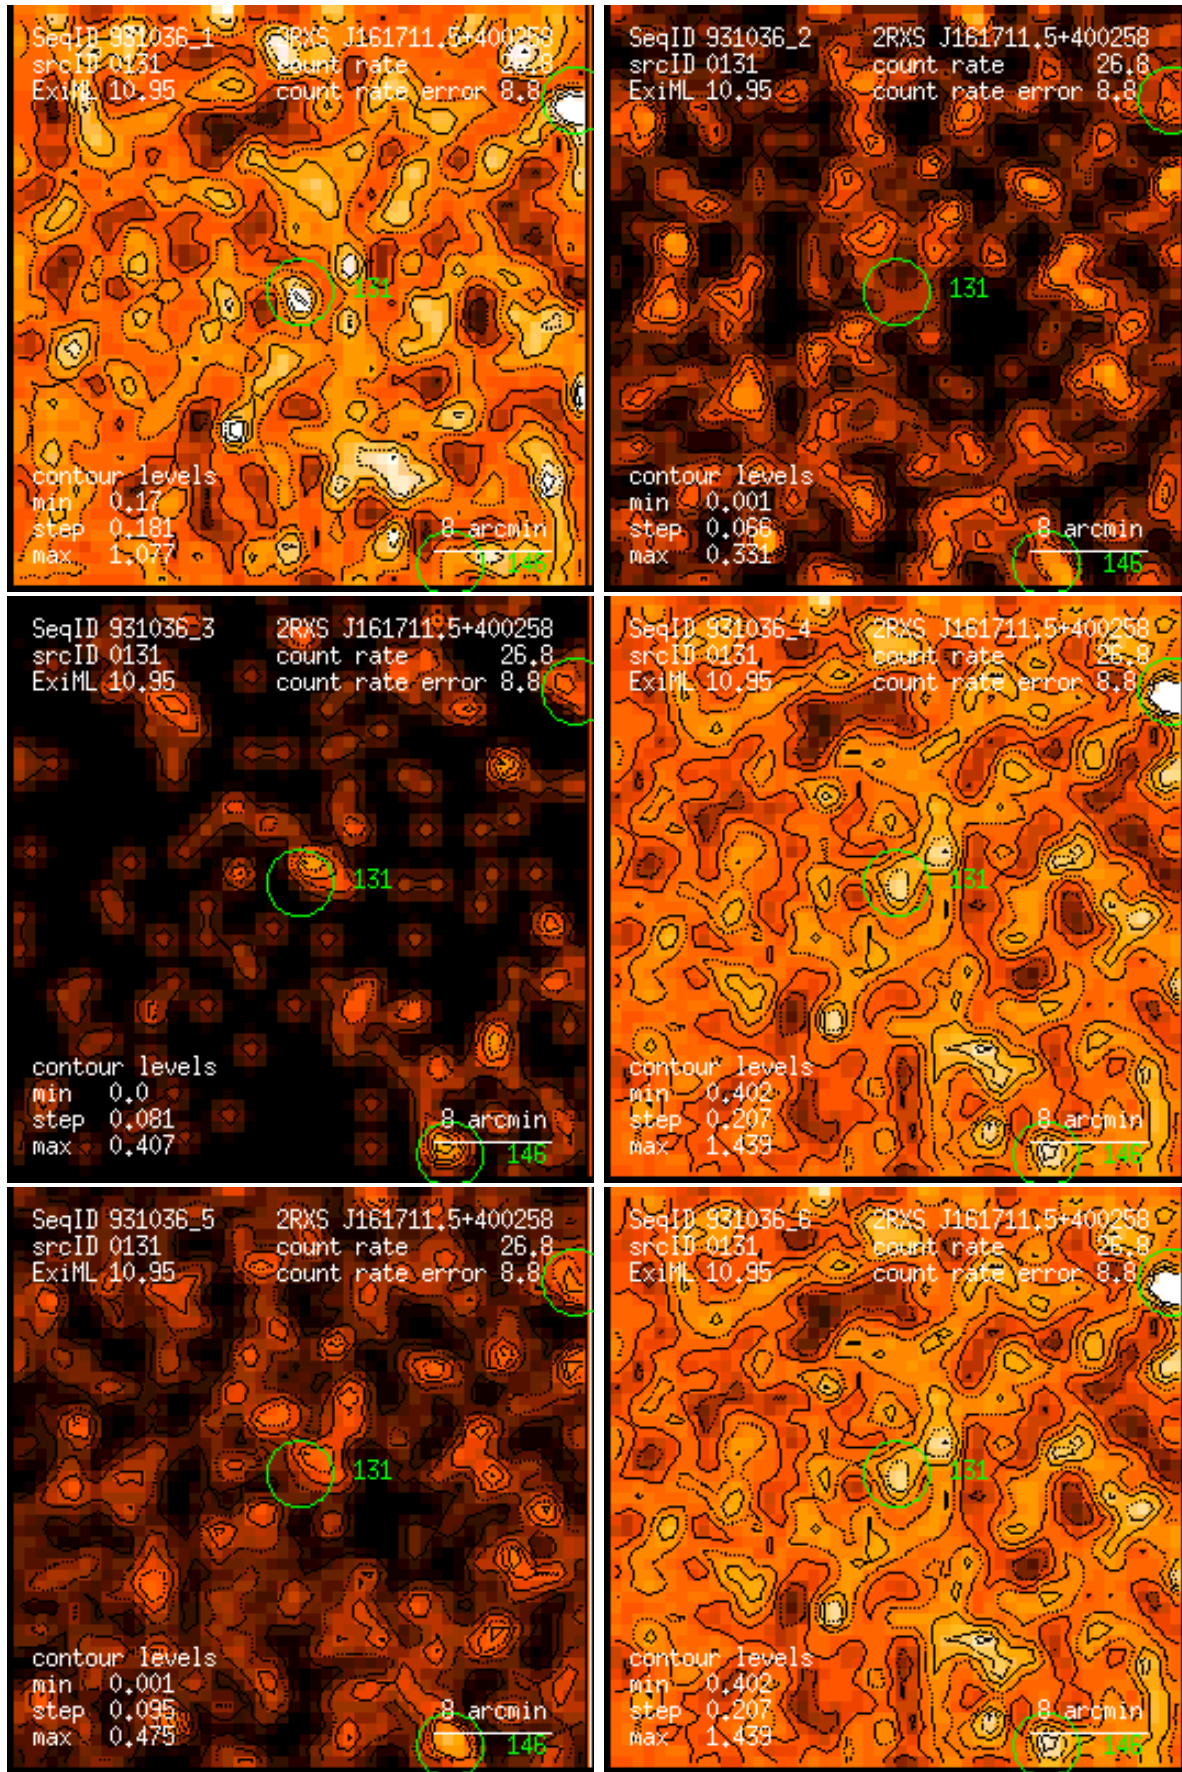 SeqID 931036_1 2RXS J161711.5+400258
srcID 0131 count rate 26.8
ExiML 10.95 count rate error 8.8
131
contour levels
min 0.17
step 0.181
max 1.077
8 arcmin
146
SeqID 931036_2 2RXS J161711.5+400258
srcID 0131 count rate 26.8
ExiML 10.95 count rate error 8.8
131
contour levels
min 0.001
step 0.066
max 0.331
8 arcmin
146
SeqID 931036_3 2RXS J161711.5+400258
srcID 0131 count rate 26.8
ExiML 10.95 count rate error 8.8
131
contour levels
min 0.0
step 0.081
max 0.407
8 arcmin
146
SeqID 931036_4 2RXS J161711.5+400258
srcID 0131 count rate 26.8
ExiML 10.95 count rate error 8.8
131
contour levels
min 0.402
step 0.207
max 1.439
8 arcmin
146
SeqID 931036_5 2RXS J161711.5+400258
srcID 0131 count rate 26.8
ExiML 10.95 count rate error 8.8
131
contour levels
min 0.001
step 0.095
max 0.475
8 arcmin
146
SeqID 931036_6 2RXS J161711.5+400258
srcID 0131 count rate 26.8
ExiML 10.95 count rate error 8.8
131
contour levels
min 0.402
step 0.207
max 1.439
8 arcmin
146